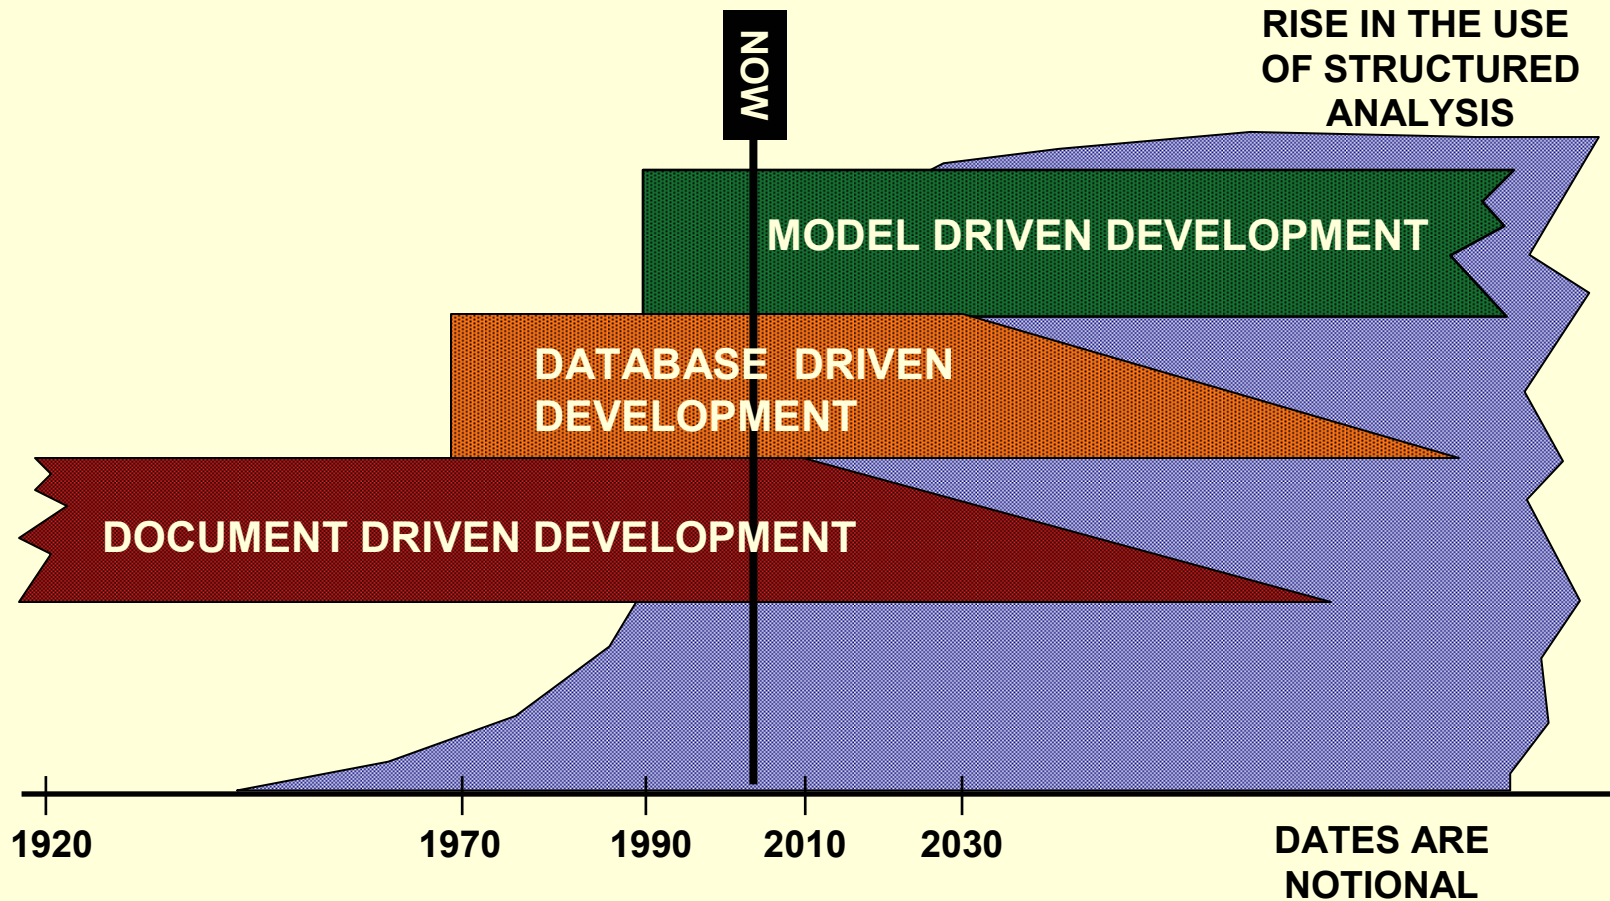 RISE IN THE USE
OF STRUCTURED
ANALYSIS
NOW
MODEL DRIVEN DEVELOPMENT
DATABASE DRIVEN
DEVELOPMENT
DOCUMENT DRIVEN DEVELOPMENT
1920
1970
1990
2010
2030
DATES ARE
NOTIONAL